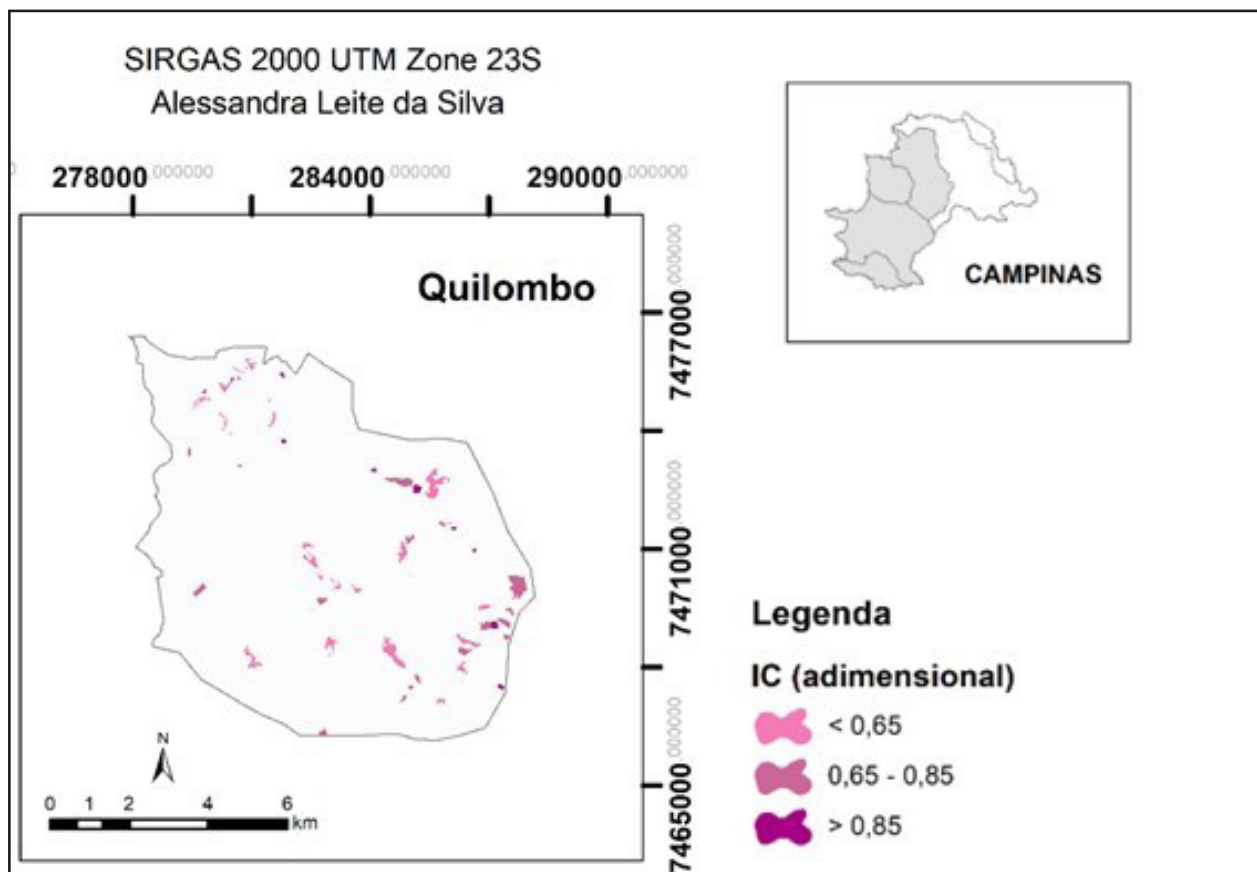 SIRGAS 2000 UTM Zone 23S
Alessandra Leite da Silva
278000,000000 284000,000000 290000,000000
Quilombo
7477000,000000
7471000,000000
7465000,000000
N
0 1 2 4 6
km
CAMPINAS
Legenda
IC (adimensional)
< 0,65
0,65 - 0,85
> 0,85